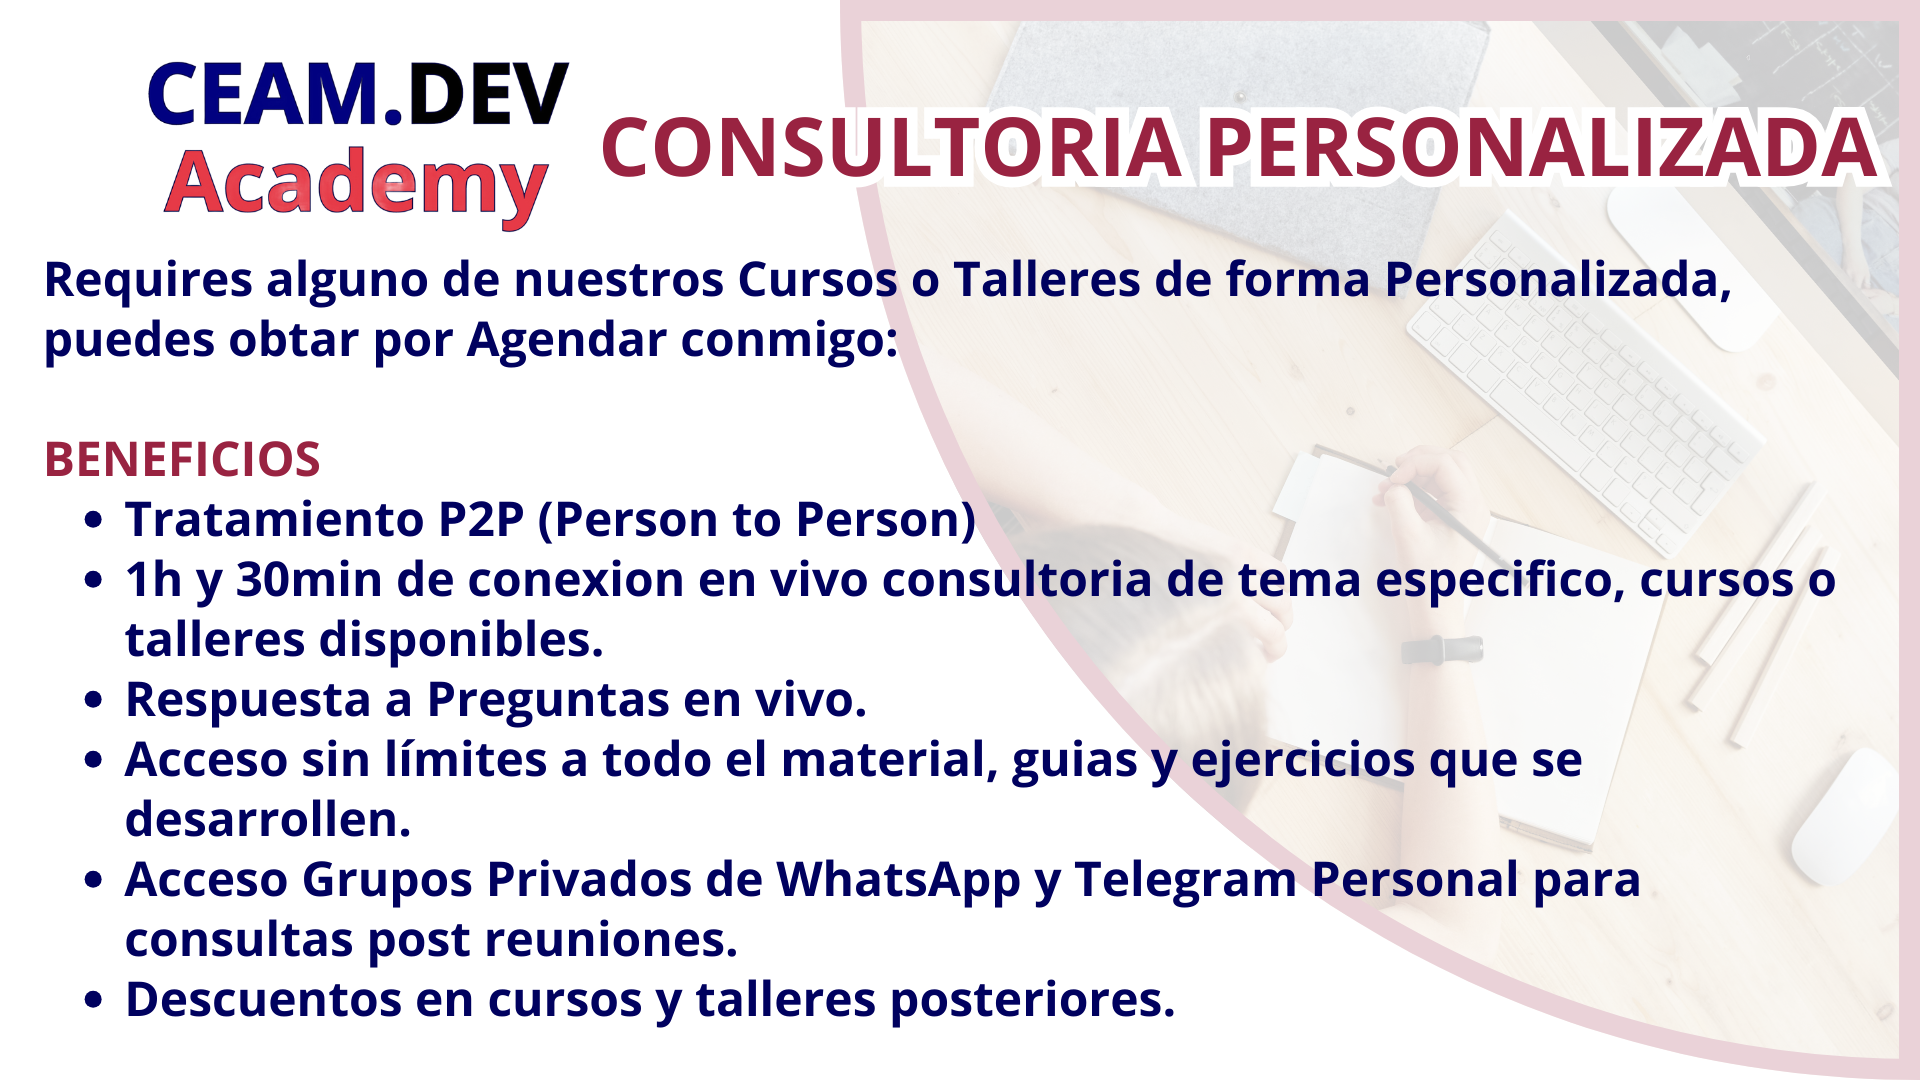 CEAM.DEV
Academy
CONSULTORIA PERSONALIZADA
Requires alguno de nuestros Cursos o Talleres de forma Personalizada,
puedes obtar por Agendar conmigo:
BENEFICIOS
• Tratamiento P2P (Person to Person)
• 1h y 30min de conexion en vivo consultoria de tema especifico, cursos o
talleres disponibles.
• Respuesta a Preguntas en vivo.
• Acceso sin límites a todo el material, guias y ejercicios que se
desarrollen.
• Acceso Grupos Privados de WhatsApp y Telegram Personal para
consultas post reuniones.
• Descuentos en cursos y talleres posteriores.